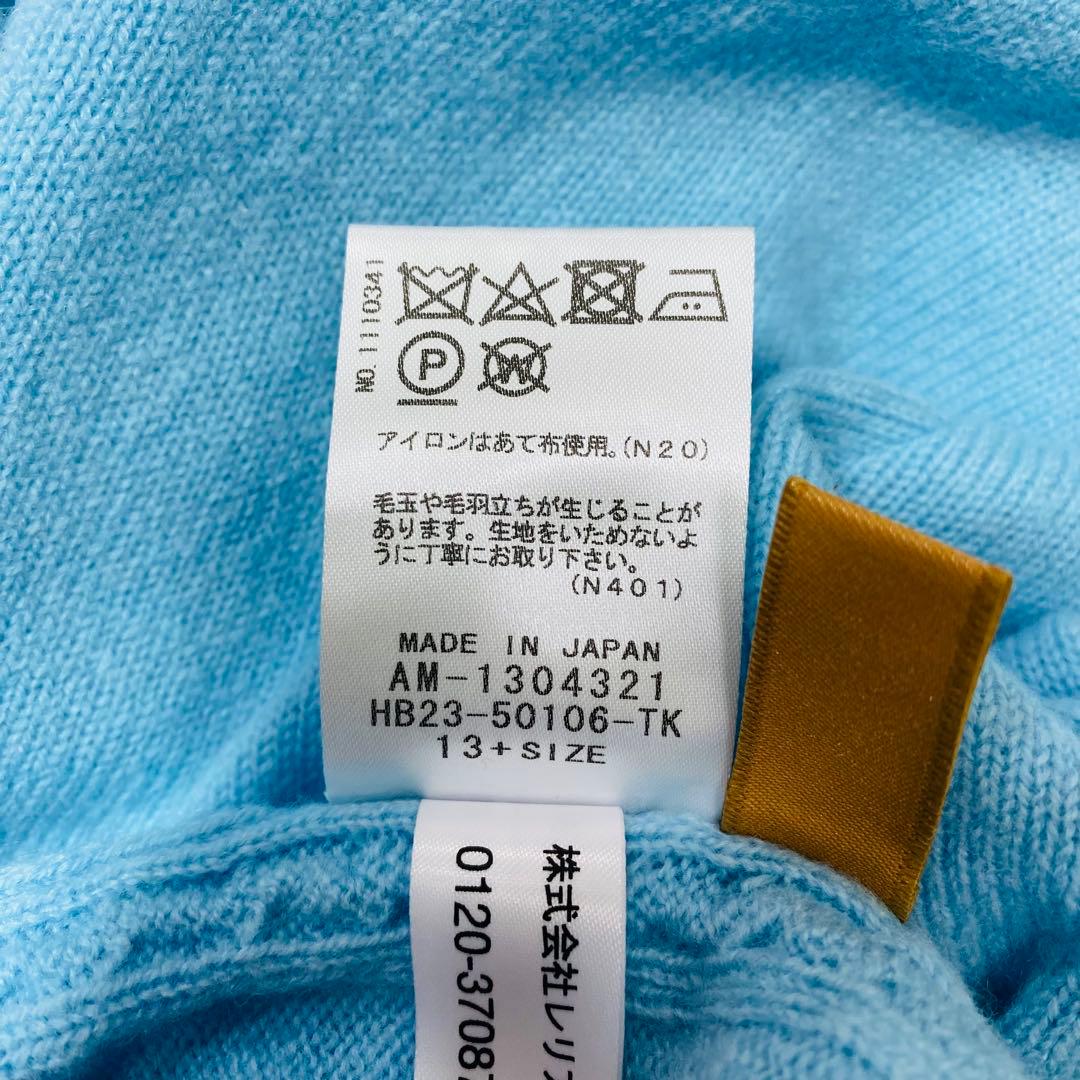 NO.1110341
P
W
アイロンはあて布使用。(N20)
毛玉や毛羽立ちが生じることが
あります。生地をいためないよ
うに丁寧にお取り下さい。
(N401)
MADE IN JAPAN
AM-1304321
HB23-50106-TK
13+SIZE
株式会社レリ
0120-3708